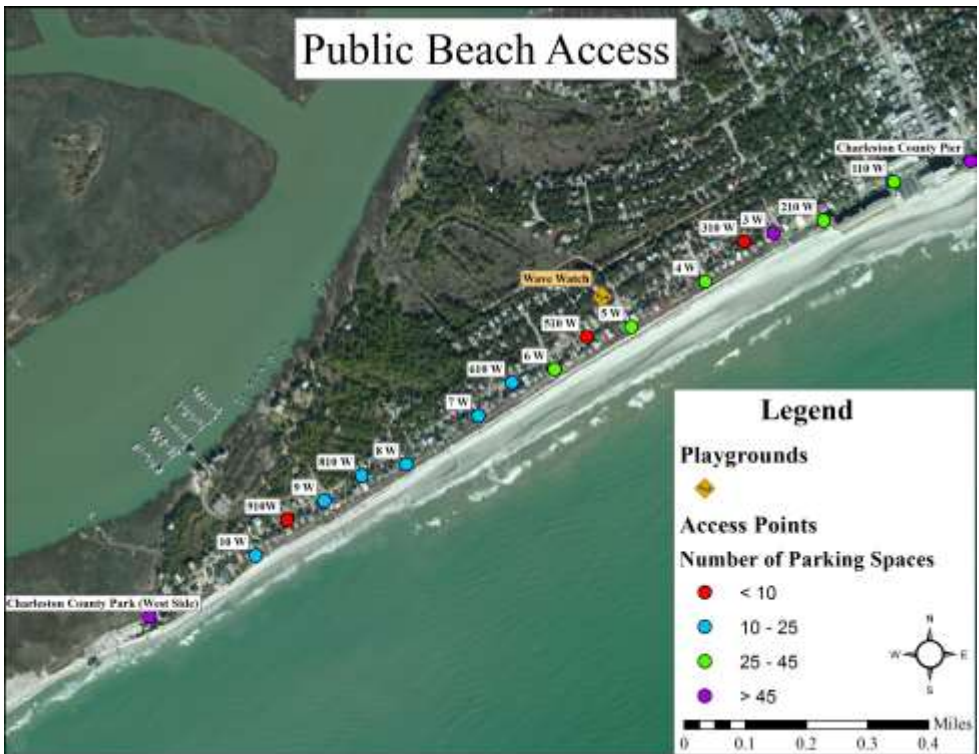 Public Beach Access
Charleston County Pier
110 W
210 W
3 W
310 W
4 W
Wave Watch
5 W
510 W
6 W
610 W
7 W
8 W
810 W
9 W
910W
10 W
Charleston County Park (West Side)
Legend
Playgrounds
Access Points
Number of Parking Spaces
< 10
10 - 25
25 - 45
> 45
N
W
E
S
Miles
0 0.1 0.2 0.3 0.4